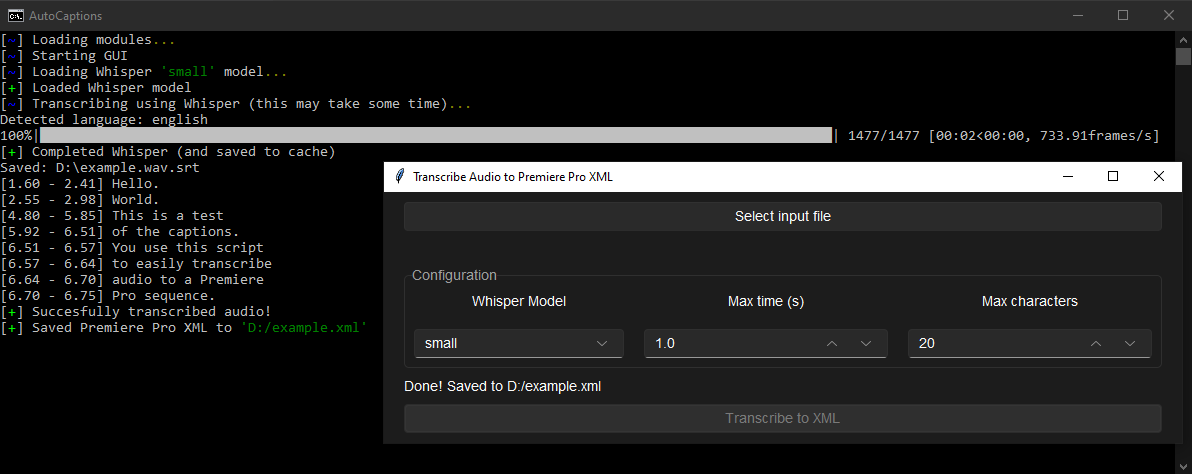 AutoCaptions
[~] Loading modules...
[~] Starting GUI
[~] Loading Whisper 'small' model...
[+] Loaded Whisper model
[~] Transcribing using Whisper (this may take some time)...
Detected language: english
100%| | 1477/1477 [00:02<00:00, 733.91frames/s]
[+] Completed Whisper (and saved to cache)
Saved: D:\example.wav.srt
[1.60 - 2.41] Hello.
[2.55 - 2.98] World.
[4.80 - 5.85] This is a test
[5.92 - 6.51] of the captions.
[6.51 - 6.57] You use this script
[6.57 - 6.64] to easily transcribe
[6.64 - 6.70] audio to a Premiere
[6.70 - 6.75] Pro sequence.
[+] Succesfully transcribed audio!
[+] Saved Premiere Pro XML to 'D:/example.xml'
Transcribe Audio to Premiere Pro XML
Select input file
Configuration
Whisper Model Max time (s) Max characters
small 1.0 20
Done! Saved to D:/example.xml
Transcribe to XML